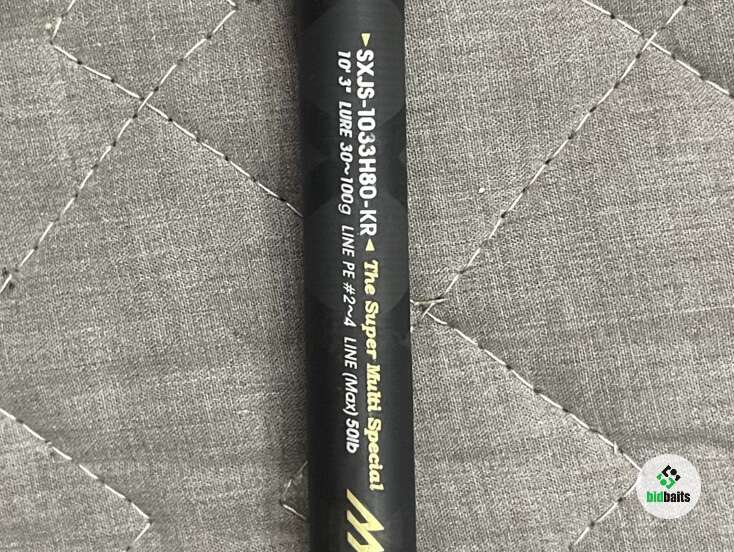 ►SXJS-1033H80-KR◄ The Super Multi Special
10' 3" LURE 30~100g LINE PE #2~4 LINE (Max) 50lb
bidbaits